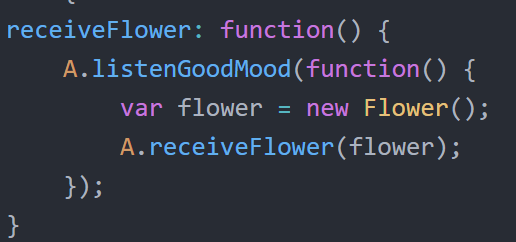 receiveFlower: function() {
    A.listenGoodMood(function() {
        var flower = new Flower();
        A.receiveFlower(flower);
    });
}